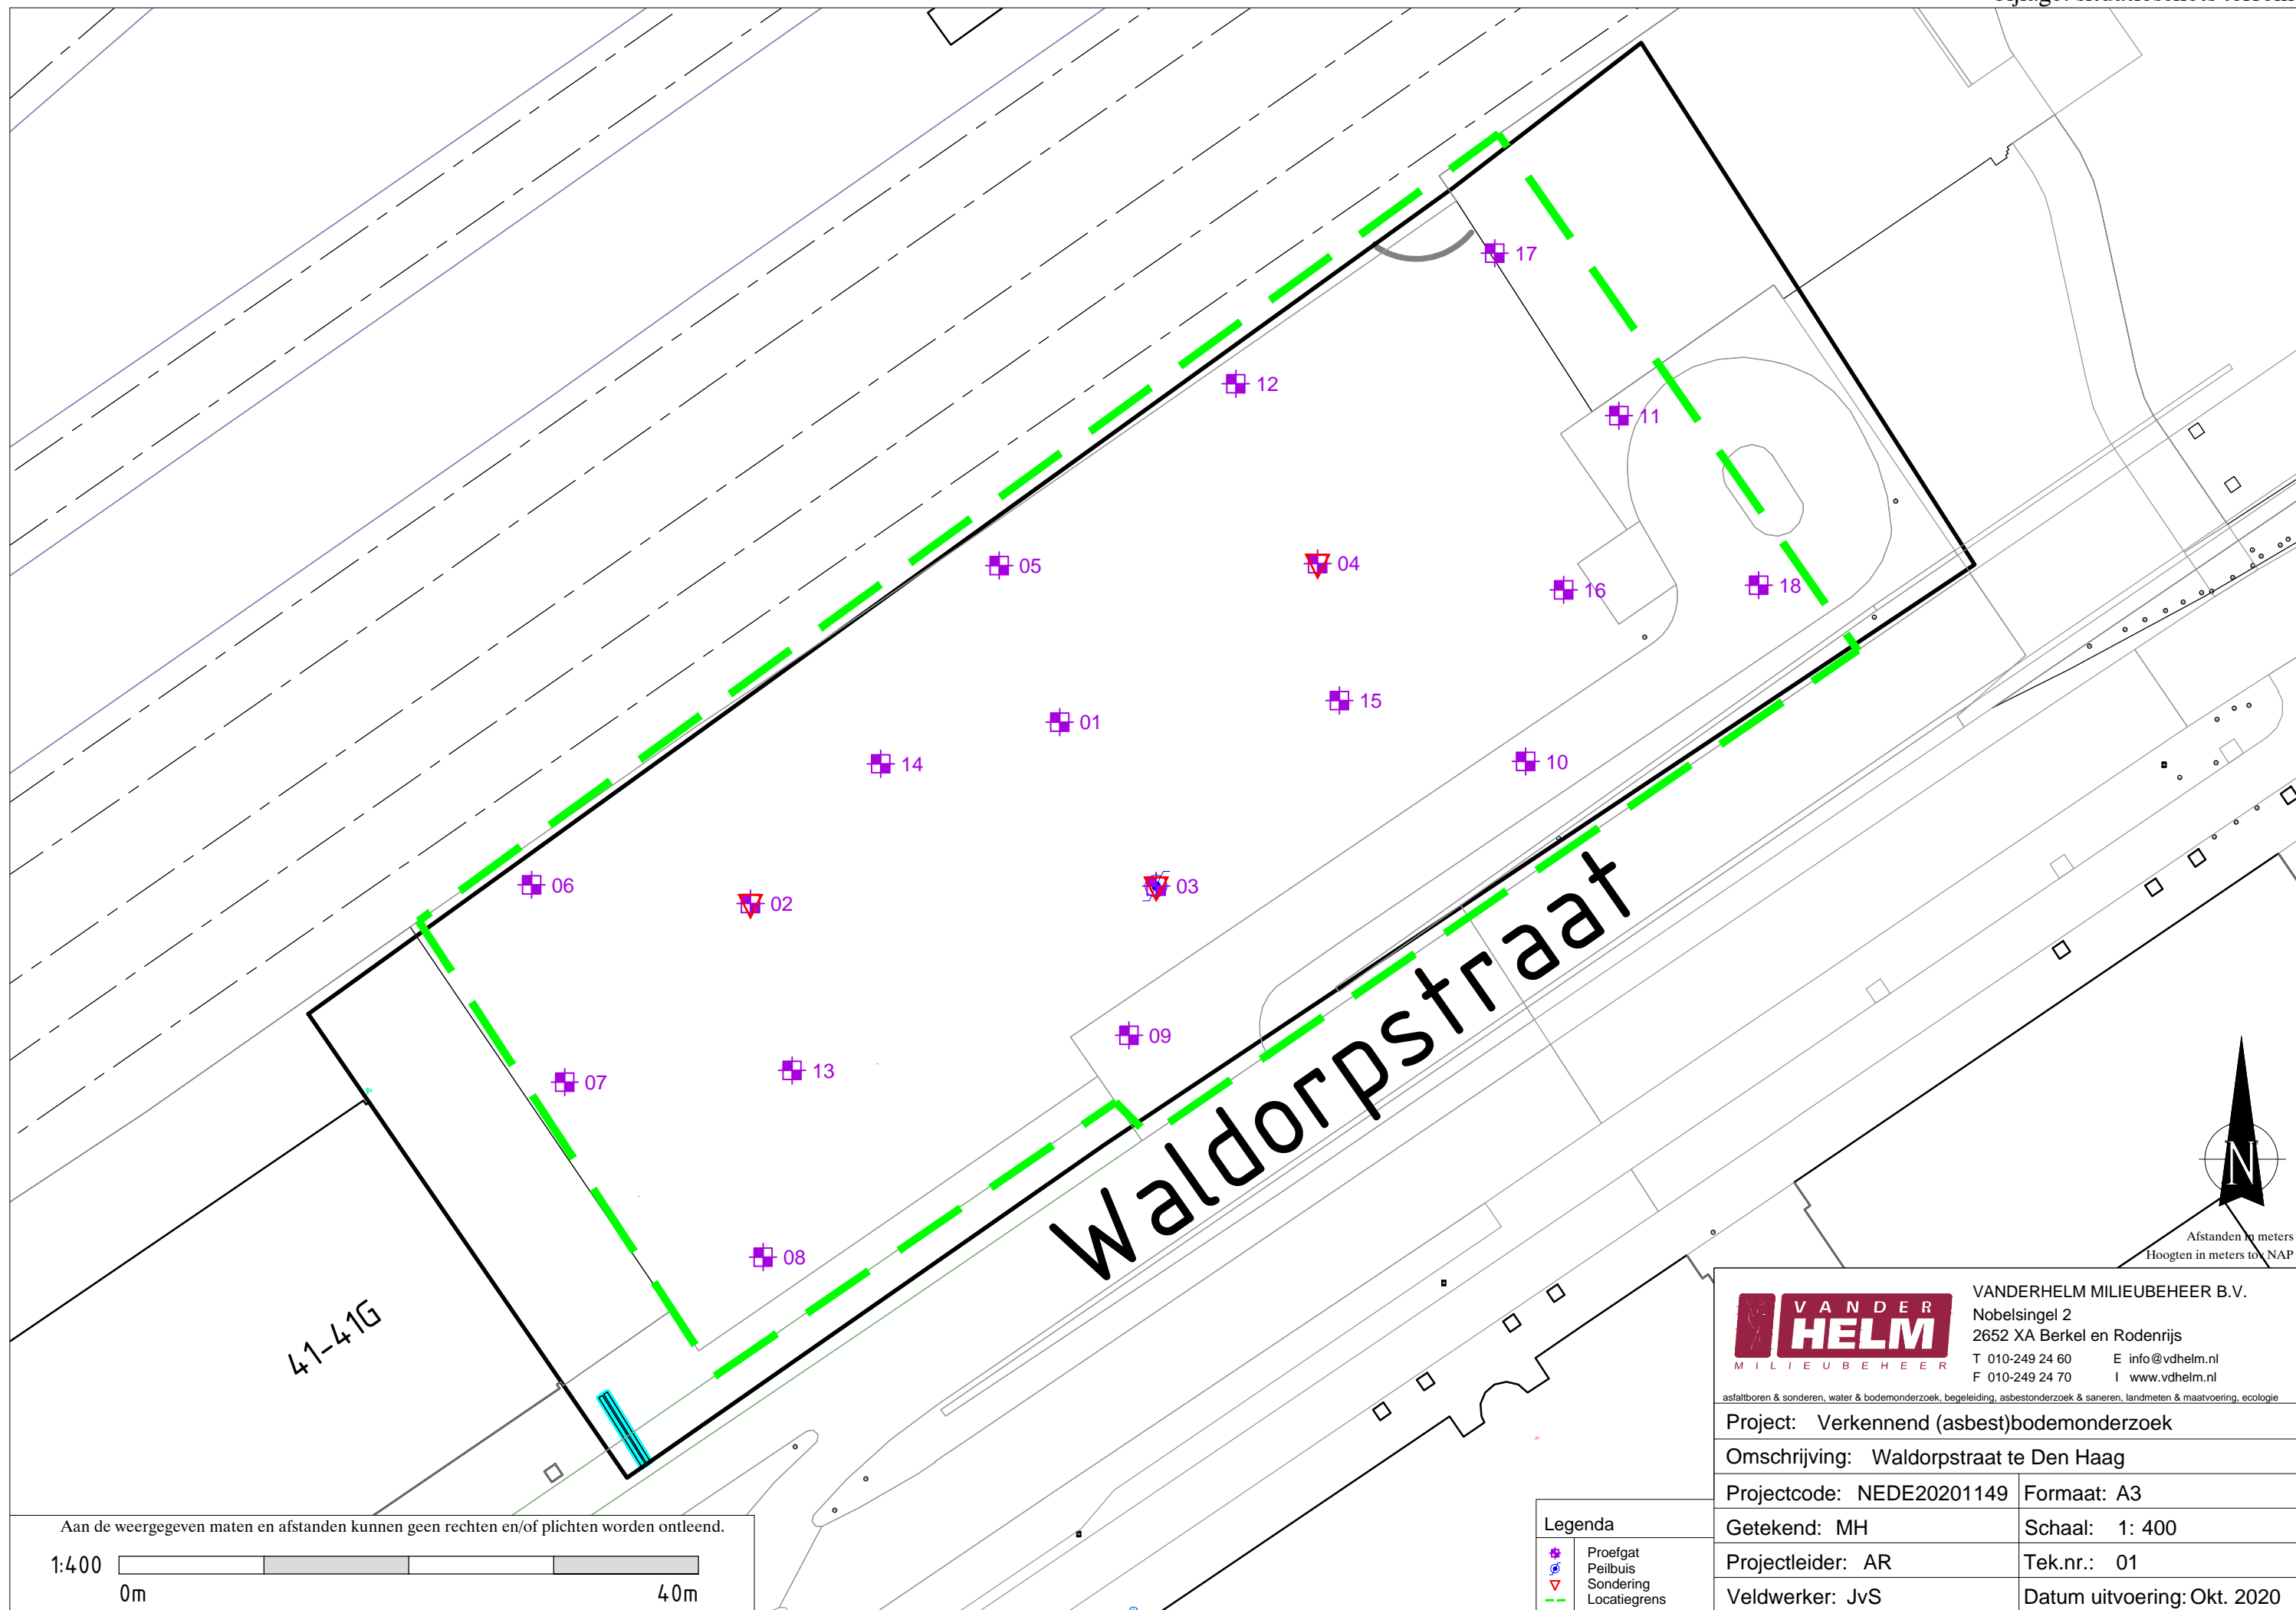 17
12
11
05
04
16
18
15
01
14
10
06
02
03
09
13
07
08
Waldorpstraat
41-41G
N
Afstanden in meters
Hoogten in meters tov NAP
VANDER
HELM
MILIEUBEHEER
VANDERHELM MILIEUBEHEER B.V.
Nobelsingel 2
2652 XA Berkel en Rodenrijs
T 010-249 24 60 E info@vdhelm.nl
F 010-249 24 70 I www.vdhelm.nl
asfaltboren & sonderen, water & bodemonderzoek, begeleiding, asbestonderzoek & saneren, landmeten & maatvoering, ecologie
Project: Verkennend (asbest)bodemonderzoek
Omschrijving: Waldorpstraat te Den Haag
Projectcode: NEDE20201149 Formaat: A3
Getekend: MH Schaal: 1: 400
Projectleider: AR Tek.nr.: 01
Veldwerker: JvS Datum uitvoering: Okt. 2020
Legenda
Proefgat
Peilbuis
Sondering
Locatiegrens
Aan de weergegeven maten en afstanden kunnen geen rechten en/of plichten worden ontleend.
1:400
0m 40m